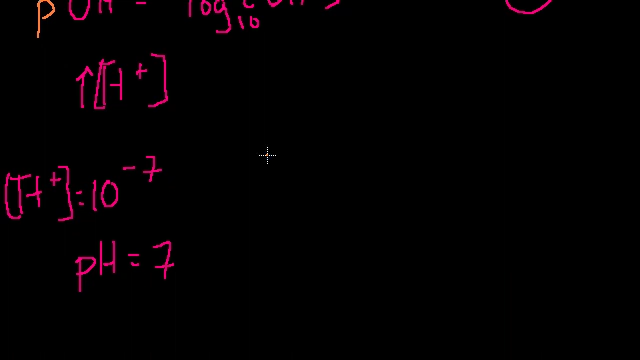 pOH = log₁₀
↑[H⁺]
[H⁺]=10⁻⁷
pH = 7